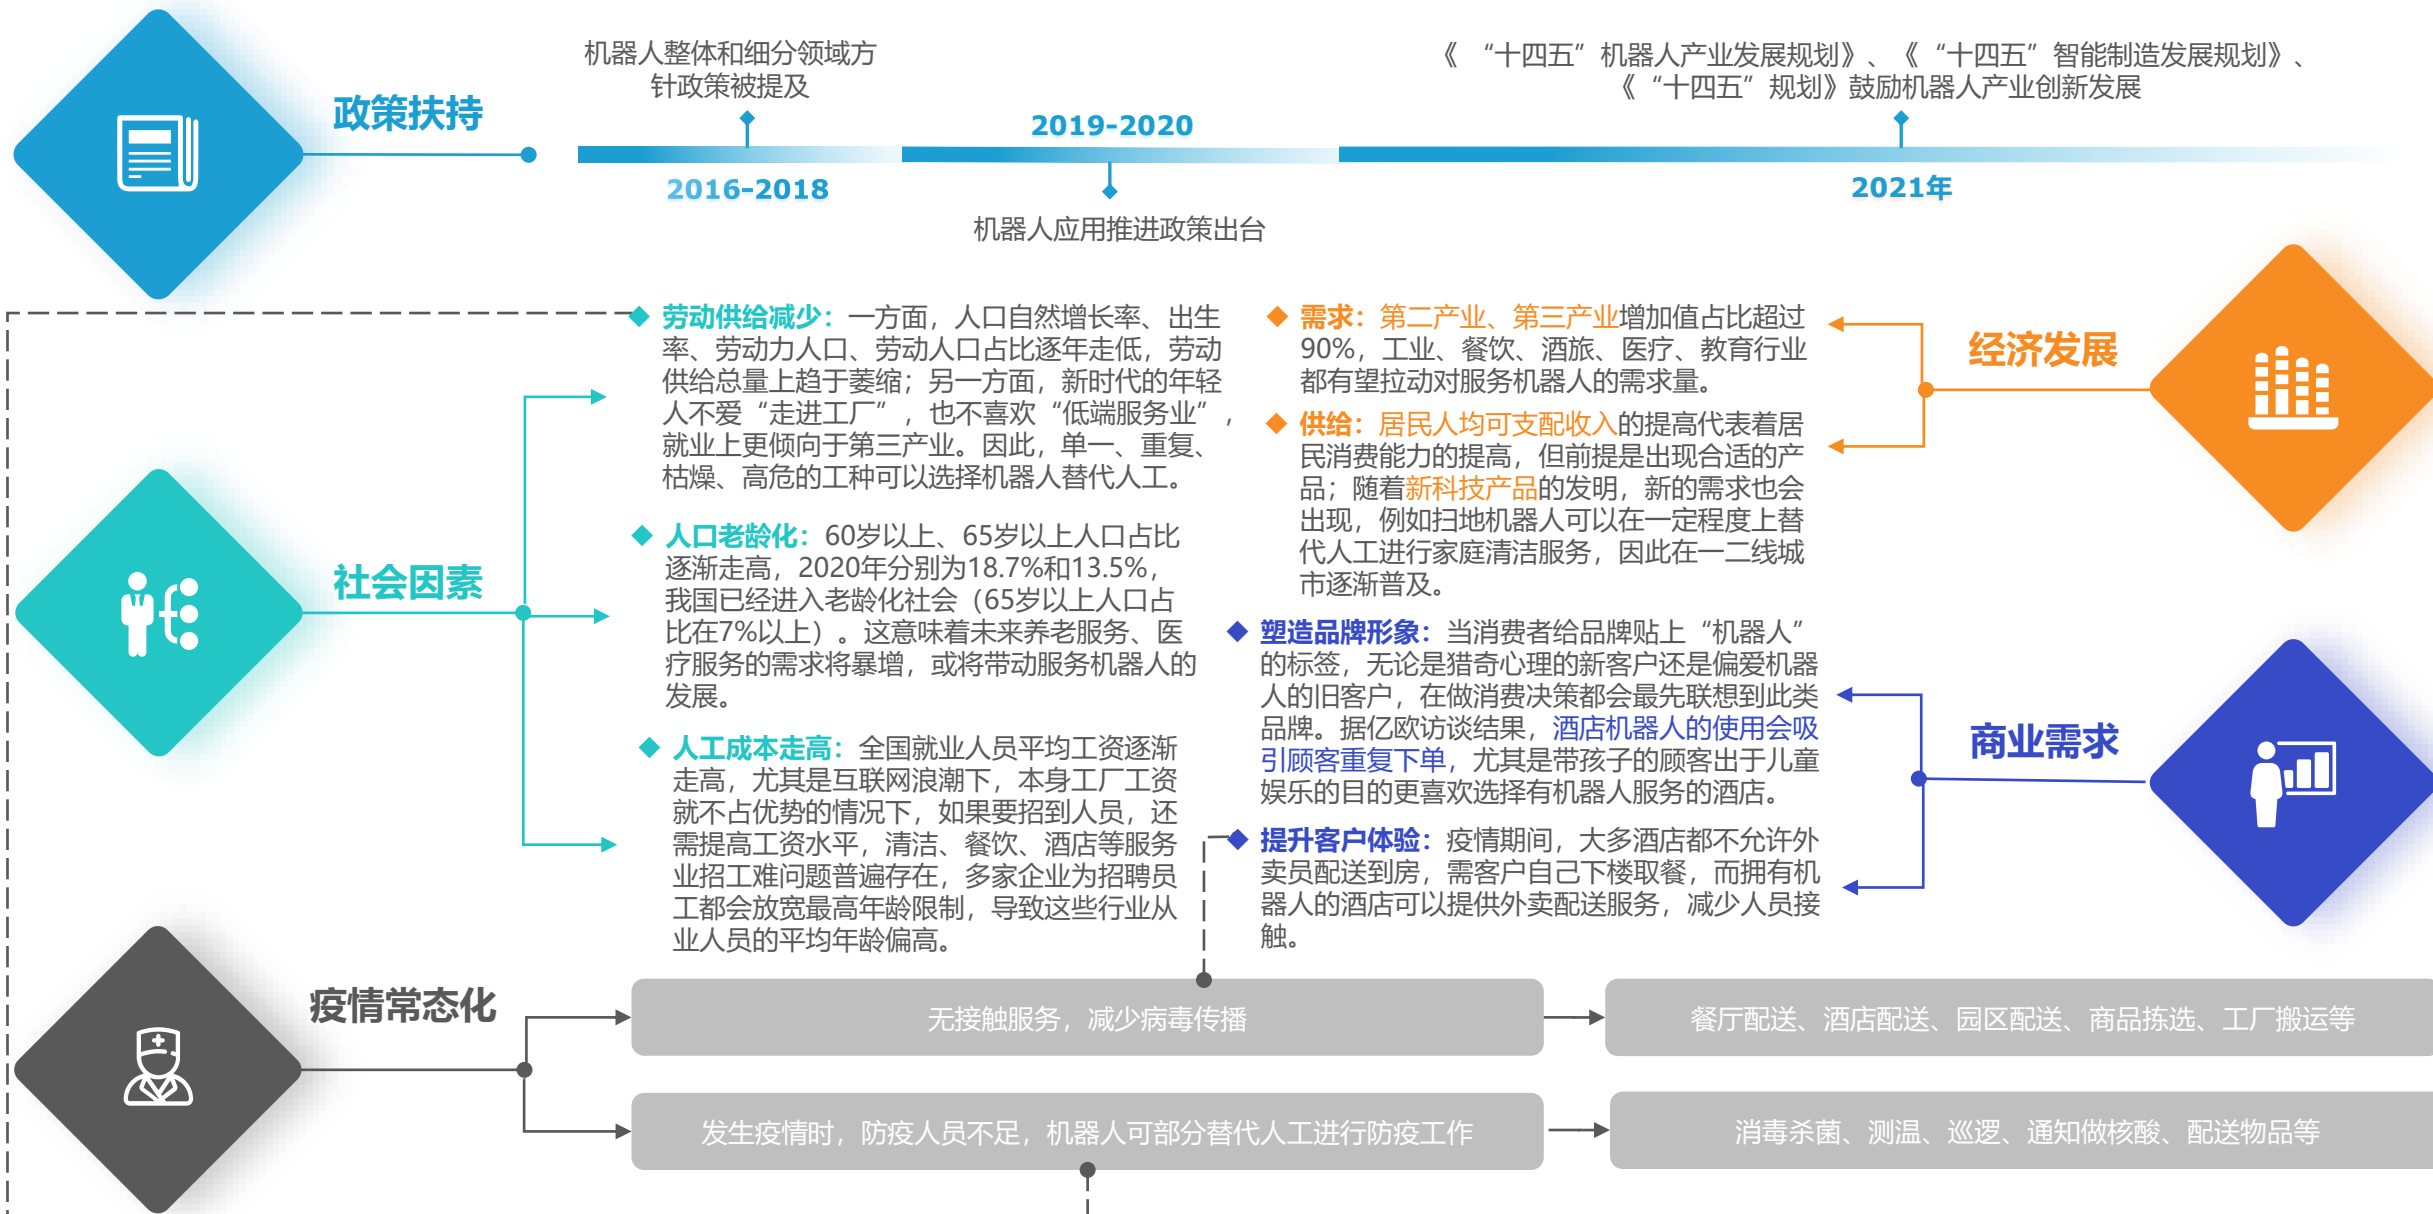 政策扶持
机器人整体和细分领域方
针政策被提及
2016-2018
2019-2020
机器人应用推进政策出台
《 “十四五”机器人产业发展规划》、《 “十四五”智能制造发展规划》、
《 “十四五”规划》鼓励机器人产业创新发展
2021年
社会因素
劳动供给减少：一方面，人口自然增长率、出生
率、劳动力人口、劳动人口占比逐年走低，劳动
供给总量上趋于萎缩；另一方面，新时代的年轻
人不爱“走进工厂”，也不喜欢“低端服务业”，
就业上更倾向于第三产业。因此，单一、重复、
枯燥、高危的工种可以选择机器人替代人工。
人口老龄化：60岁以上、65岁以上人口占比
逐渐走高，2020年分别为18.7%和13.5%，
我国已经进入老龄化社会（65岁以上人口占
比在7%以上）。这意味着未来养老服务、医
疗服务的需求将暴增，或将带动服务机器人的
发展。
人工成本走高：全国就业人员平均工资逐渐
走高，尤其是互联网浪潮下，本身工厂工资
就不占优势的情况下，如果要招到人员，还
需提高工资水平，清洁、餐饮、酒店等服务
业招工难问题普遍存在，多家企业为招聘员
工都会放宽最高年龄限制，导致这些行业从
业人员的平均年龄偏高。
经济发展
需求：第二产业、第三产业增加值占比超过
90%，工业、餐饮、酒旅、医疗、教育行业
都有望拉动对服务机器人的需求量。
供给：居民人均可支配收入的提高代表着居
民消费能力的提高，但前提是出现合适的产
品；随着新科技产品的发明，新的需求也会
出现，例如扫地机器人可以在一定程度上替
代人工进行家庭清洁服务，因此在一二线城
市逐渐普及。
商业需求
塑造品牌形象：当消费者给品牌贴上“机器人”
的标签，无论是猎奇心理的新客户还是偏爱机器
人的旧客户，在做消费决策都会最先联想到此类
品牌。据亿欧访谈结果，酒店机器人的使用会吸
引顾客重复下单，尤其是带孩子的顾客出于儿童
娱乐的目的更喜欢选择有机器人服务的酒店。
提升客户体验：疫情期间，大多酒店都不允许外
卖员配送到房，需客户自己下楼取餐，而拥有机
器人的酒店可以提供外卖配送服务，减少人员接
触。
疫情常态化
无接触服务，减少病毒传播
餐厅配送、酒店配送、园区配送、商品拣选、工厂搬运等
发生疫情时，防疫人员不足，机器人可部分替代人工进行防疫工作
消毒杀菌、测温、巡逻、通知做核酸、配送物品等